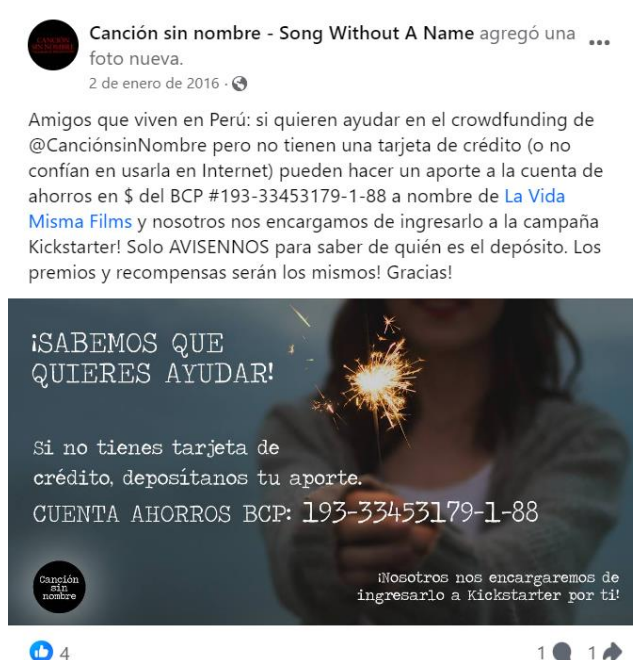 Canción sin nombre - Song Without A Name agregó una
foto nueva.
2 de enero de 2016 ·
Amigos que viven en Perú: si quieren ayudar en el crowdfunding de
@CanciónsinNombre pero no tienen una tarjeta de crédito (o no
confían en usarla en Internet) pueden hacer un aporte a la cuenta de
ahorros en $ del BCP #193-33453179-1-88 a nombre de La Vida
Misma Films y nosotros nos encargamos de ingresarlo a la campaña
Kickstarter! Solo AVISENNOS para saber de quién es el depósito. Los
premios y recompensas serán los mismos! Gracias!
¡SABEMOS QUE
QUIERES AYUDAR!
Si no tienes tarjeta de
crédito, deposítanos tu aporte.
CUENTA AHORROS BCP: 193-33453179-1-88
Canción
sin
nombre
¡Nosotros nos encargaremos de
ingresarlo a Kickstarter por ti!
4
1 1